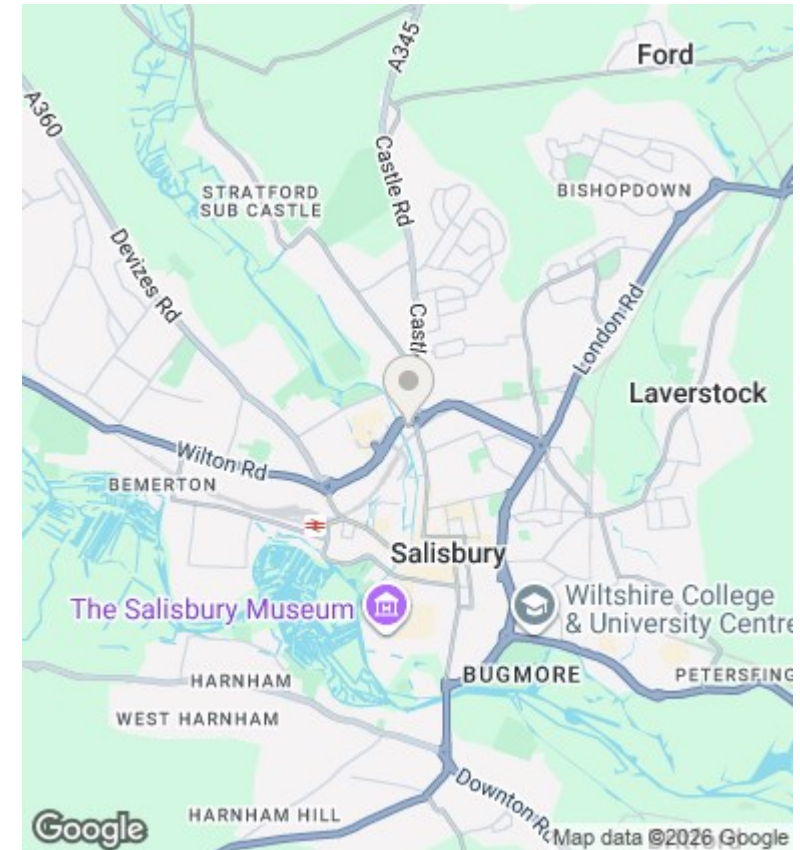 Ford
A345
A360
Castle Rd
STRATFORD
SUB CASTLE
BISHOPDOWN
Devizes Rd
Castl
London Rd
Laverstock
Wilton Rd
BEMERTON
Salisbury
The Salisbury Museum
Wiltshire College
& University Centre
HARNHAM
BUGMORE
PETERSFING
WEST HARNHAM
Downton Rd
HARNHAM HILL
Google
Map data ©2026 Google